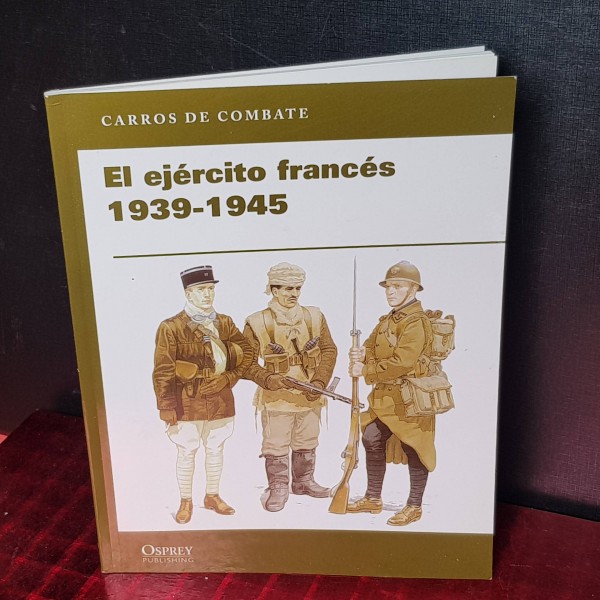 CARROS DE COMBATE
El ejército francés
1939-1945
OSPREY
PUBLISHING